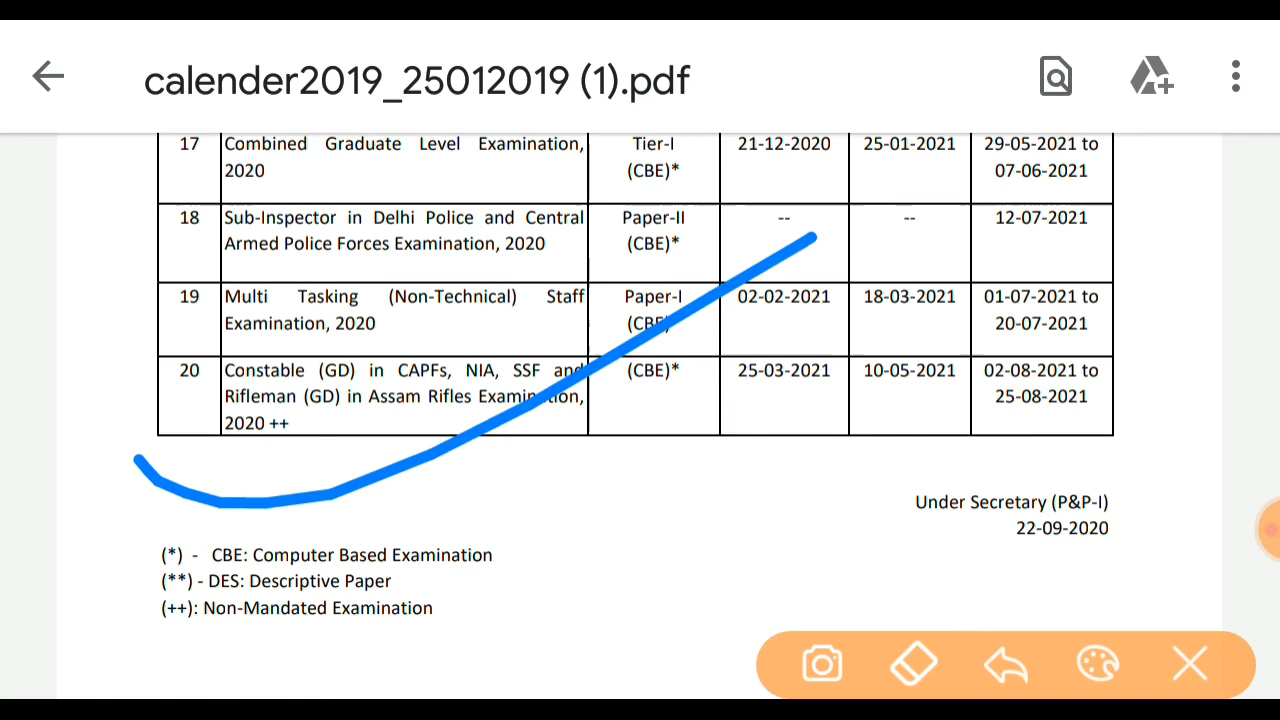 calender2019_25012019 (1).pdf
17 Combined Graduate Level Examination, Tier-I 21-12-2020 25-01-2021 29-05-2021 to
2020 (CBE)* 07-06-2021
18 Sub-Inspector in Delhi Police and Central Paper-II -- -- 12-07-2021
Armed Police Forces Examination, 2020 (CBE)*
19 Multi Tasking (Non-Technical) Staff Paper-I 02-02-2021 18-03-2021 01-07-2021 to
Examination, 2020 (CBE) 20-07-2021
20 Constable (GD) in CAPFs, NIA, SSF and (CBE)* 25-03-2021 10-05-2021 02-08-2021 to
Rifleman (GD) in Assam Rifles Examination, 25-08-2021
2020 ++
Under Secretary (P&P-I)
22-09-2020
(*) - CBE: Computer Based Examination
(**) - DES: Descriptive Paper
(++): Non-Mandated Examination